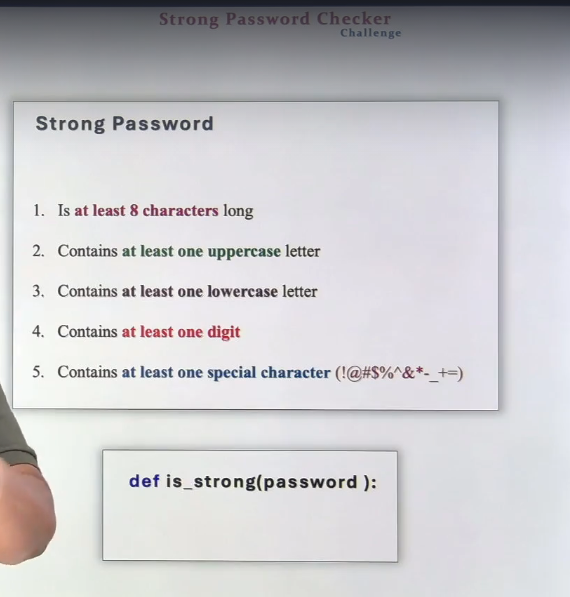 Strong Password Checker
Challenge
Strong Password
1. Is at least 8 characters long
2. Contains at least one uppercase letter
3. Contains at least one lowercase letter
4. Contains at least one digit
5. Contains at least one special character (!@#$%^&*-_+=)
def is_strong(password ):